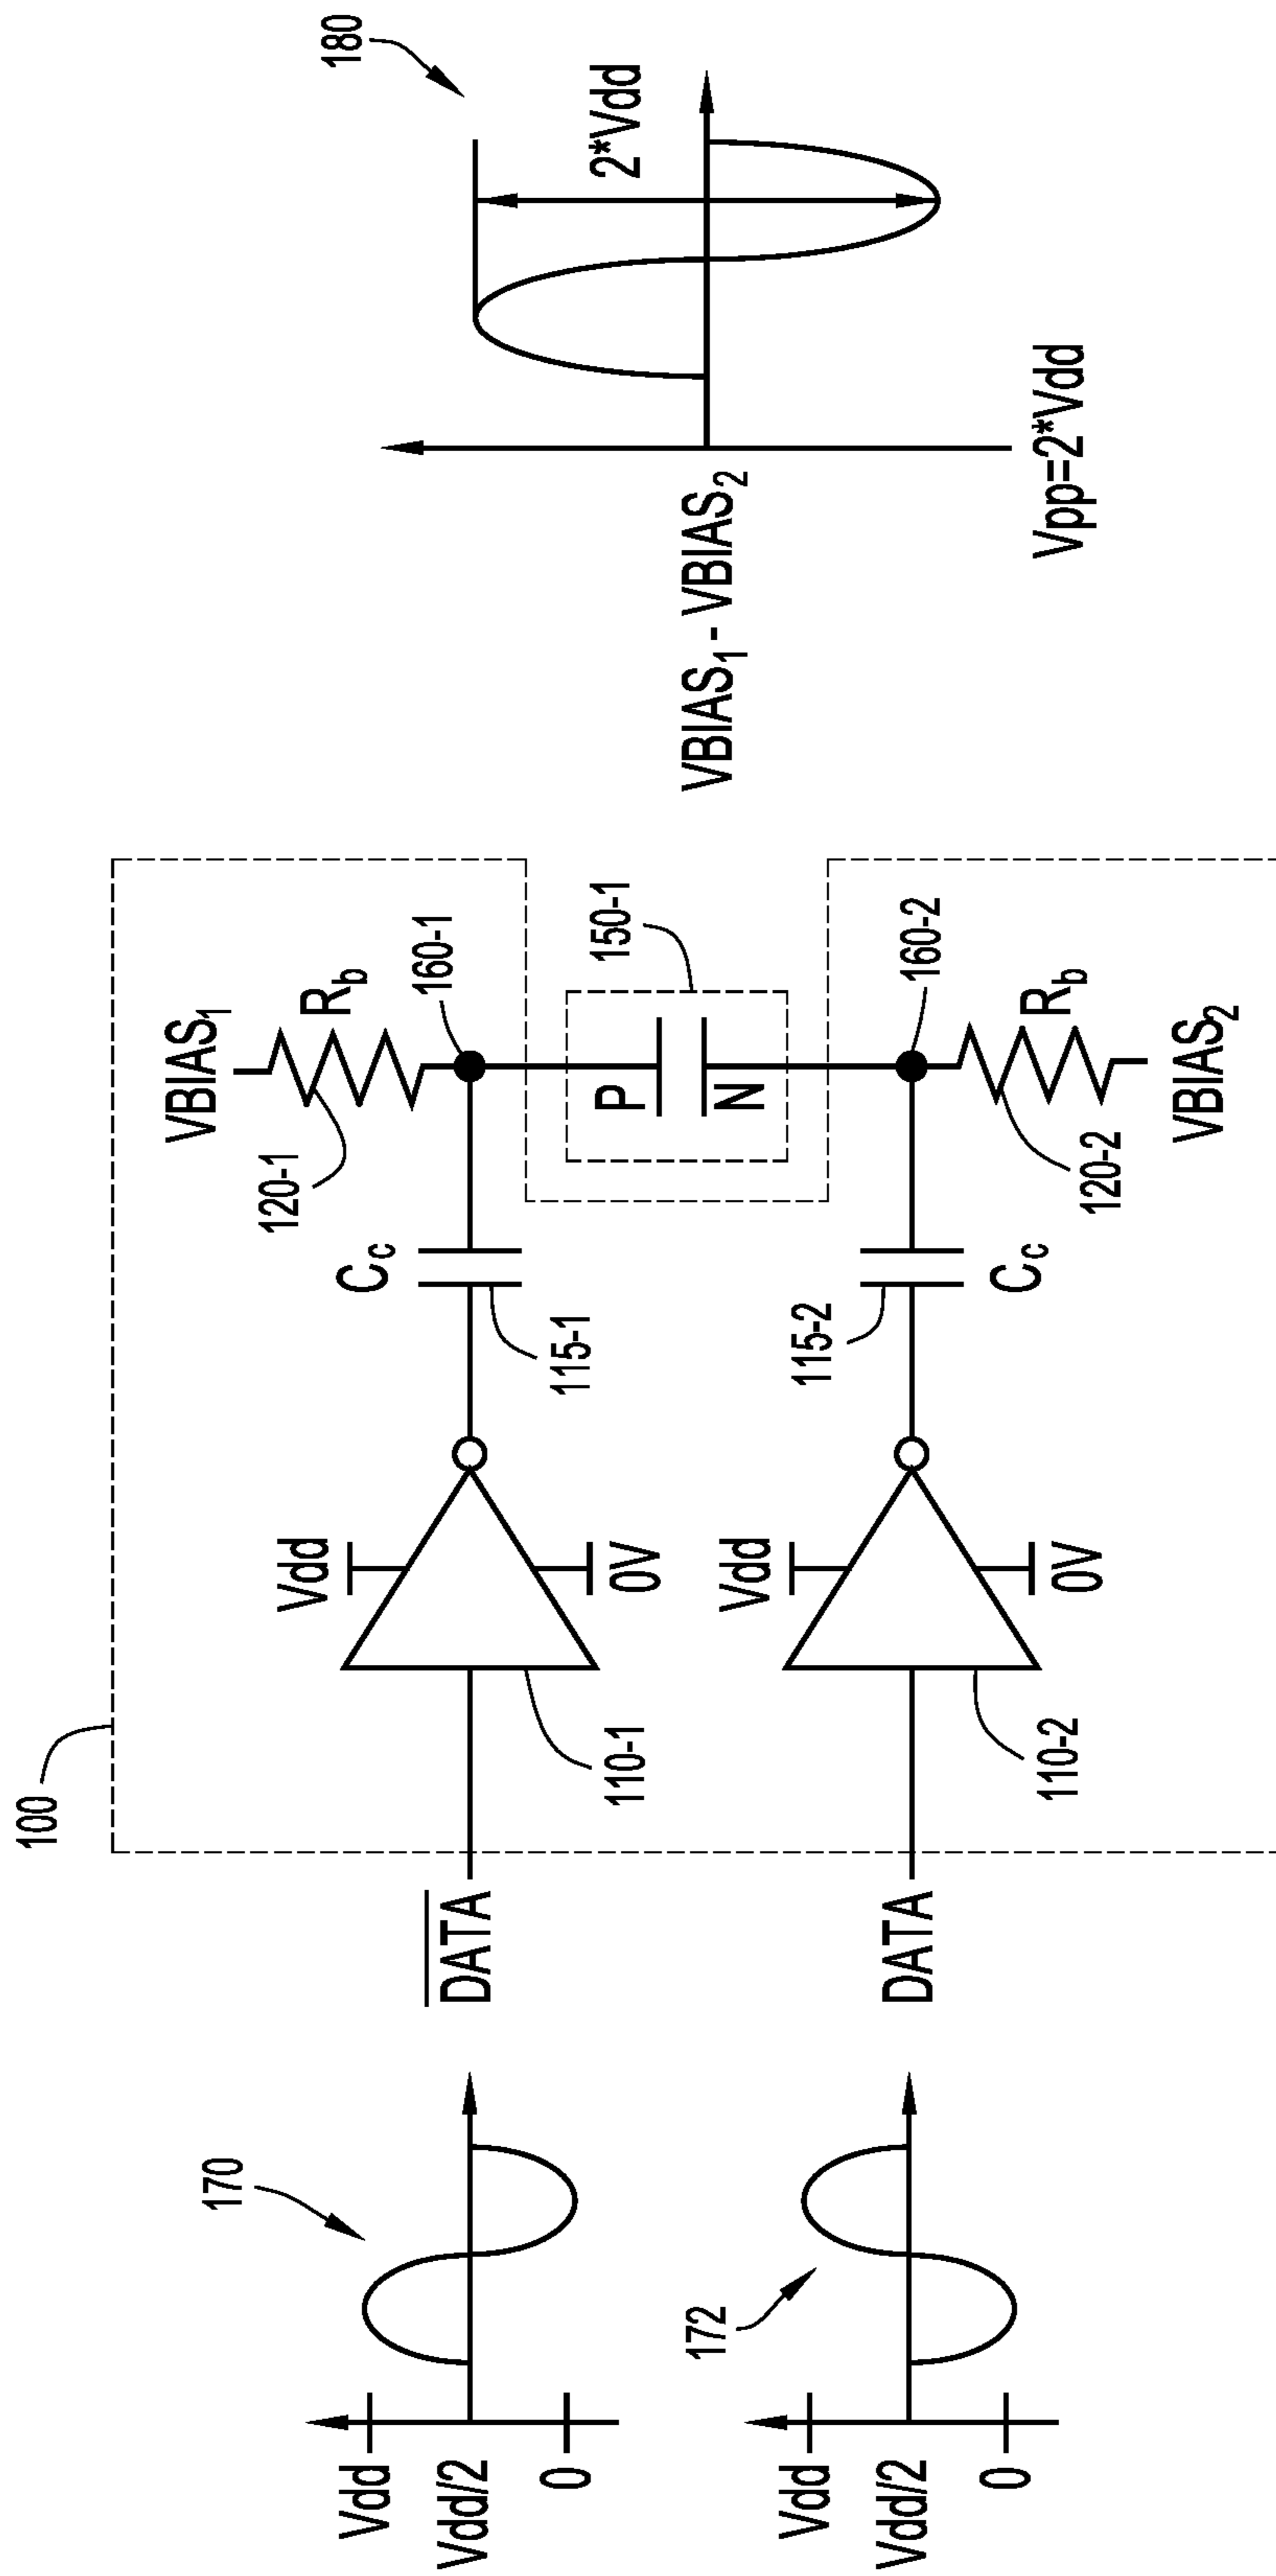 100
170
Vdd
Vdd/2
0
172
Vdd
Vdd/2
0
DATA
DATA
110-1
Vdd
0V
110-2
Vdd
0V
115-1
Cc
115-2
Cc
VBIAS1
120-1
Rb
160-1
150-1
P
N
160-2
120-2
Rb
VBIAS2
180
VBIAS1 - VBIAS2
2*Vdd
Vpp=2*Vdd